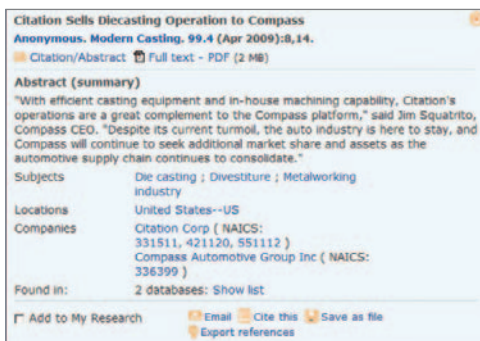 Citation Sells Diecasting Operation to Compass
Anonymous. Modern Casting. 99.4 (Apr 2009):8,14.
Citation/Abstract Full text - PDF (2 MB)
Abstract (summary)
"With efficient casting equipment and in-house machining capability, Citation's
operations are a great complement to the Compass platform," said Jim Squatrito,
Compass CEO. "Despite its current turmoil, the auto industry is here to stay, and
Compass will continue to seek additional market share and assets as the
automotive supply chain continues to consolidate."
Subjects Die casting ; Divestiture ; Metalworking
industry
Locations United States--US
Companies Citation Corp ( NAICS:
331511, 421120, 551112 )
Compass Automotive Group Inc ( NAICS:
336399 )
Found in: 2 databases: Show list
Add to My Research Email Cite this Save as file
Export references